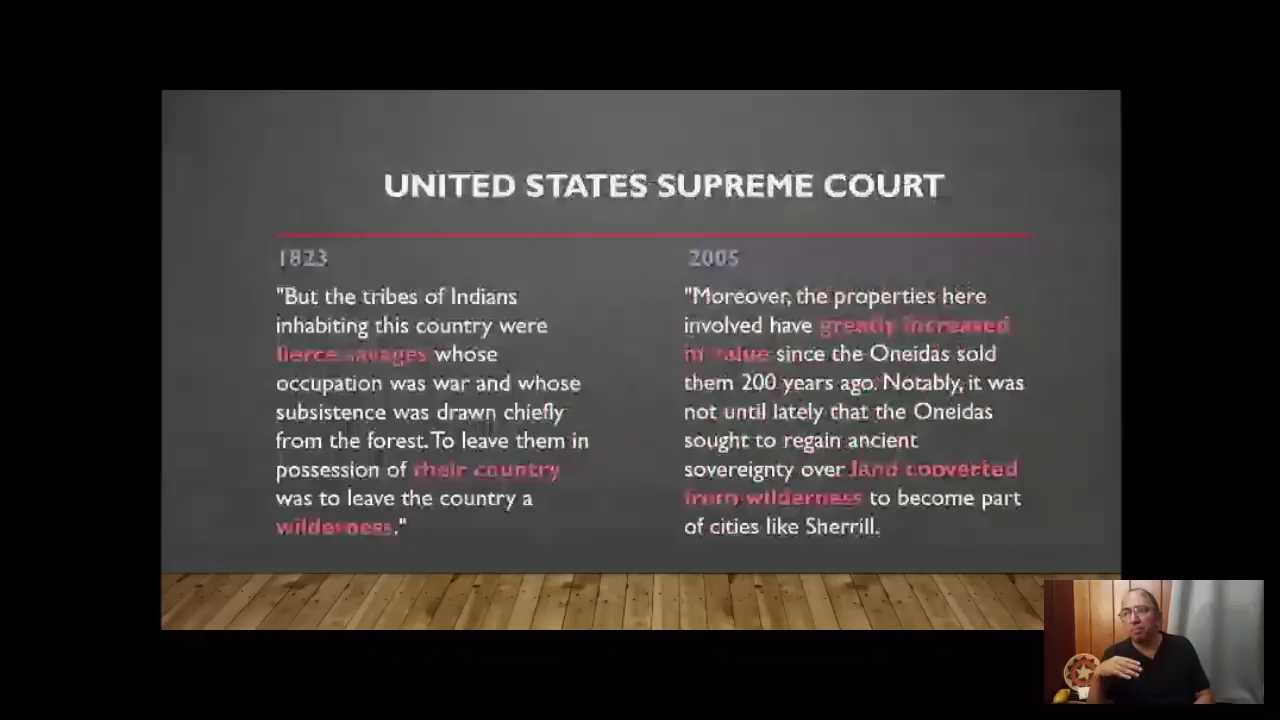 UNITED STATES SUPREME COURT
1823
"But the tribes of Indians
inhabiting this country were
fierce savages whose
occupation was war and whose
subsistence was drawn chiefly
from the forest. To leave them in
possession of their country
was to leave the country a
wilderness."
2005
"Moreover, the properties here
involved have greatly increased
in value since the Oneidas sold
them 200 years ago. Notably, it was
not until lately that the Oneidas
sought to regain ancient
sovereignty over land converted
from wilderness to become part
of cities like Sherrill.